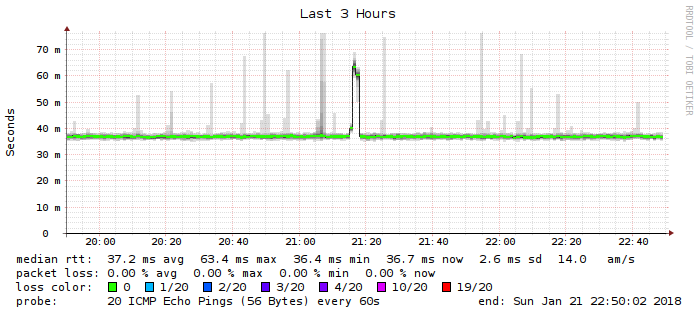 Last 3 Hours
RRDTOOL / TOBI OETIKER
Seconds
70 m
60 m
50 m
40 m
30 m
20 m
10 m
0
20:00 20:20 20:40 21:00 21:20 21:40 22:00 22:20 22:40
median rtt: 37.2 ms avg 63.4 ms max 36.4 ms min 36.7 ms now 2.6 ms sd 14.0 am/s
packet loss: 0.00 % avg 0.00 % max 0.00 % min 0.00 % now
loss color: 0 1/20 2/20 3/20 4/20 10/20 19/20
probe: 20 ICMP Echo Pings (56 Bytes) every 60s end: Sun Jan 21 22:50:02 2018